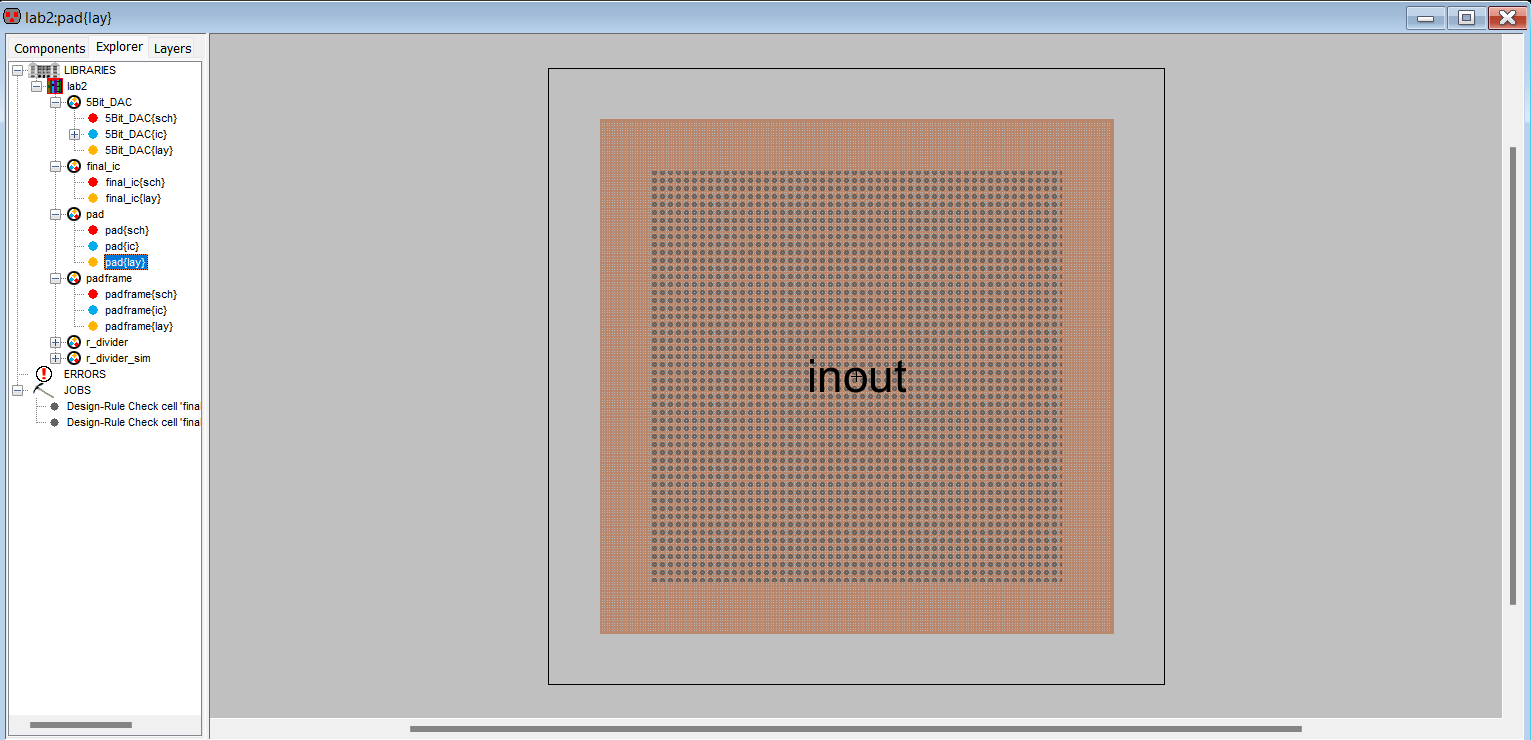 lab2:pad{lay}
Components Explorer Layers
LIBRARIES
lab2
5Bit_DAC
5Bit_DAC{sch}
5Bit_DAC{ic}
5Bit_DAC{lay}
final_ic
final_ic{sch}
final_ic{lay}
pad
pad{sch}
pad{ic}
pad{lay}
padframe
padframe{sch}
padframe{ic}
padframe{lay}
r_divider
r_divider_sim
ERRORS
JOBS
Design-Rule Check cell 'final
Design-Rule Check cell 'final
inout